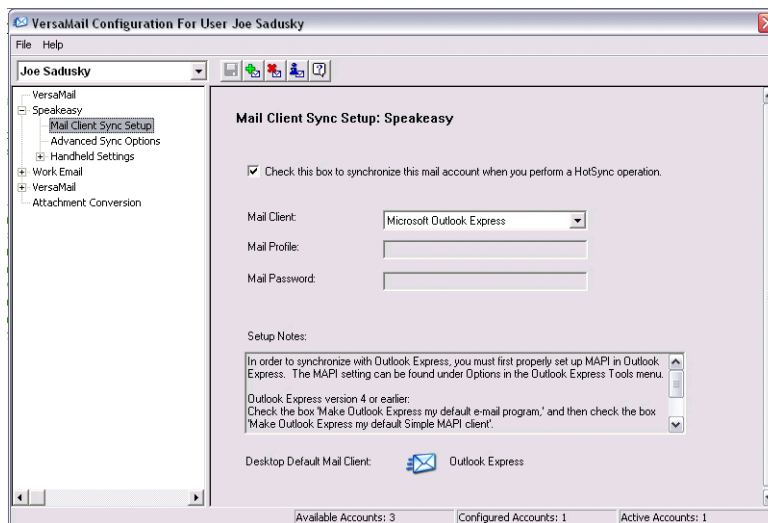 VersaMail Configuration For User Joe Sadusky
File Help
Joe Sadusky
VersaMail
Speakeasy
Mail Client Sync Setup
Advanced Sync Options
Handheld Settings
Work Email
VersaMail
Attachment Conversion
Mail Client Sync Setup: Speakeasy
Check this box to synchronize this mail account when you perform a HotSync operation.
Mail Client:
Microsoft Outlook Express
Mail Profile:
Mail Password:
Setup Notes:
In order to synchronize with Outlook Express, you must first properly set up MAPI in Outlook
Express. The MAPI setting can be found under Options in the Outlook Express Tools menu.
Outlook Express version 4 or earlier:
Check the box 'Make Outlook Express my default e-mail program,' and then check the box
'Make Outlook Express my default Simple MAPI client'.
Desktop Default Mail Client: Outlook Express
Available Accounts: 3 Configured Accounts: 1 Active Accounts: 1